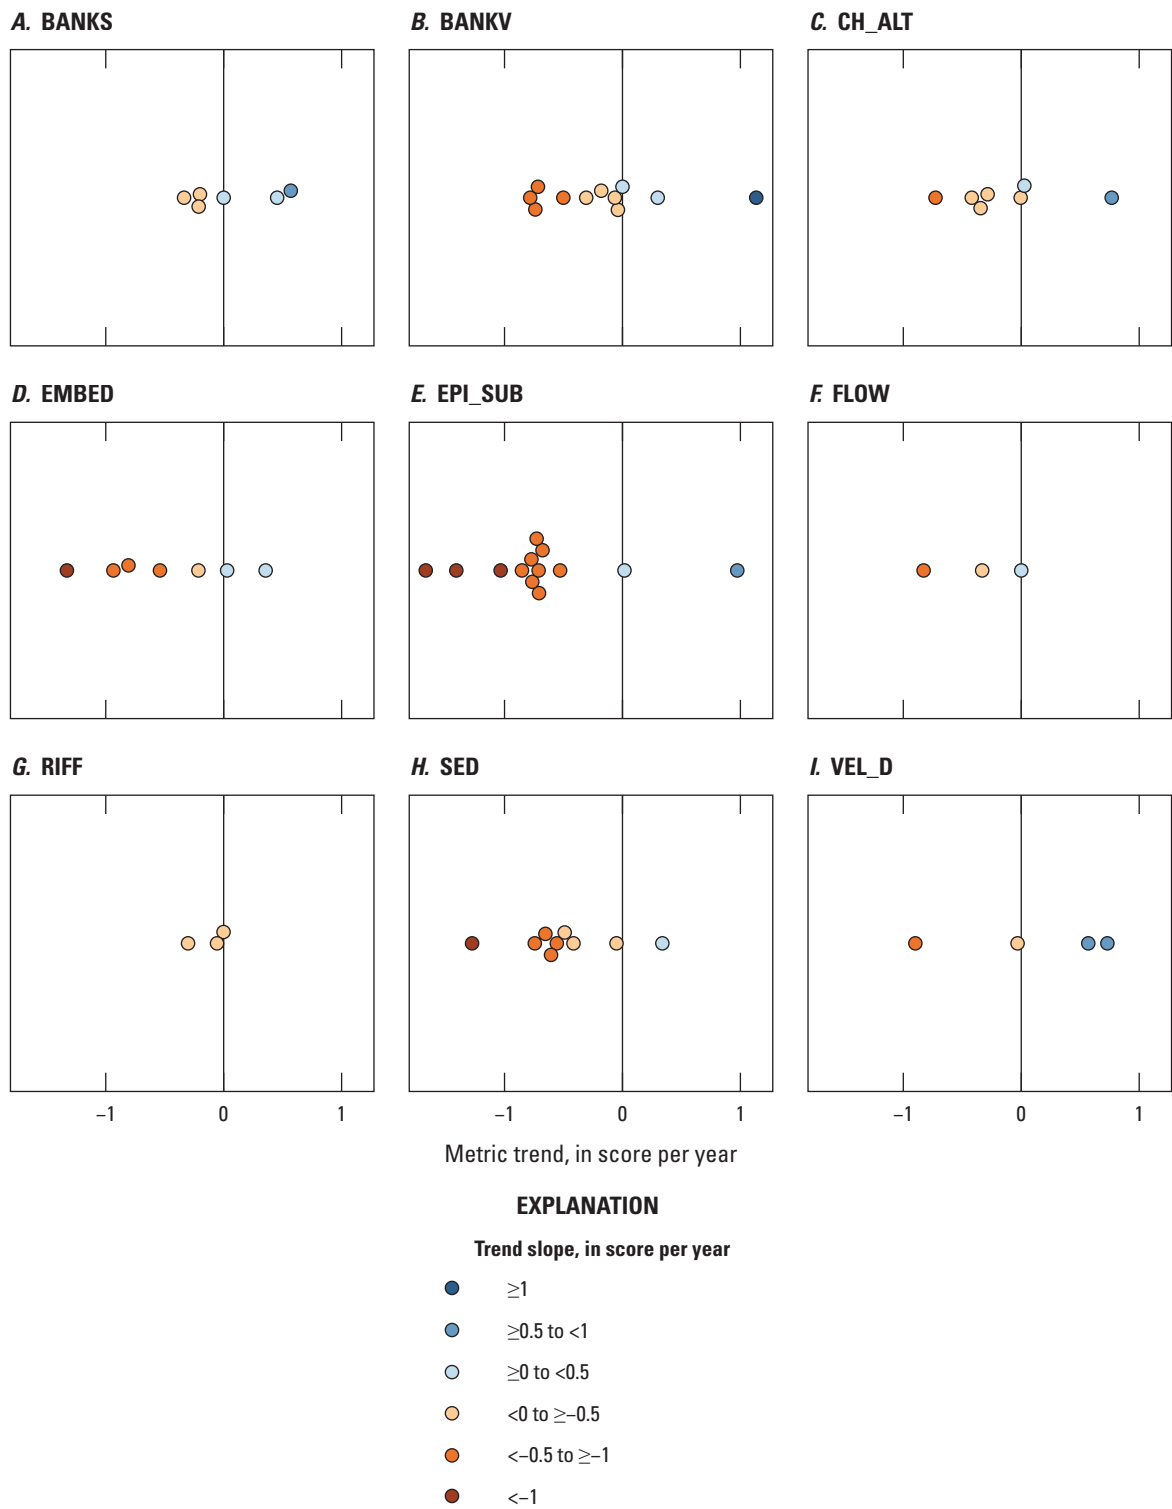 A. BANKS
B. BANKV
C. CH_ALT
D. EMBED
E. EPI_SUB
F. FLOW
G. RIFF
H. SED
I. VEL_D
–1 0 1
–1 0 1
–1 0 1
Metric trend, in score per year
EXPLANATION
Trend slope, in score per year
≥1
≥0.5 to <1
≥0 to <0.5
<0 to ≥–0.5
<–0.5 to ≥–1
<–1